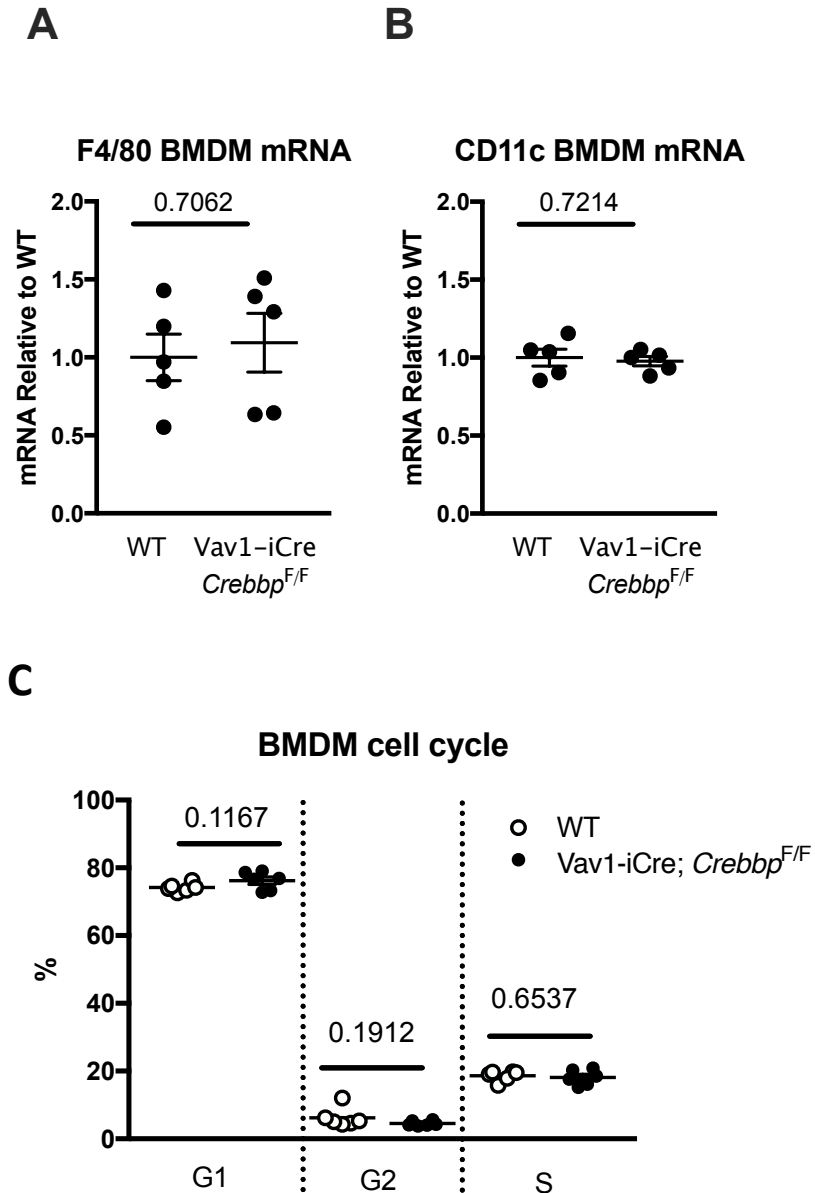 A
B
F4/80 BMDM mRNA
CD11c BMDM mRNA
mRNA Relative to WT
2.0
1.5
1.0
0.5
0.0
0.7062
WT
Vav1-iCre
Crebbp^F/F
mRNA Relative to WT
2.0
1.5
1.0
0.5
0.0
0.7214
WT
Vav1-iCre
Crebbp^F/F
C
BMDM cell cycle
%
100
80
60
40
20
0
0.1167
0.1912
0.6537
WT
Vav1-iCre; Crebbp^F/F
G1
G2
S